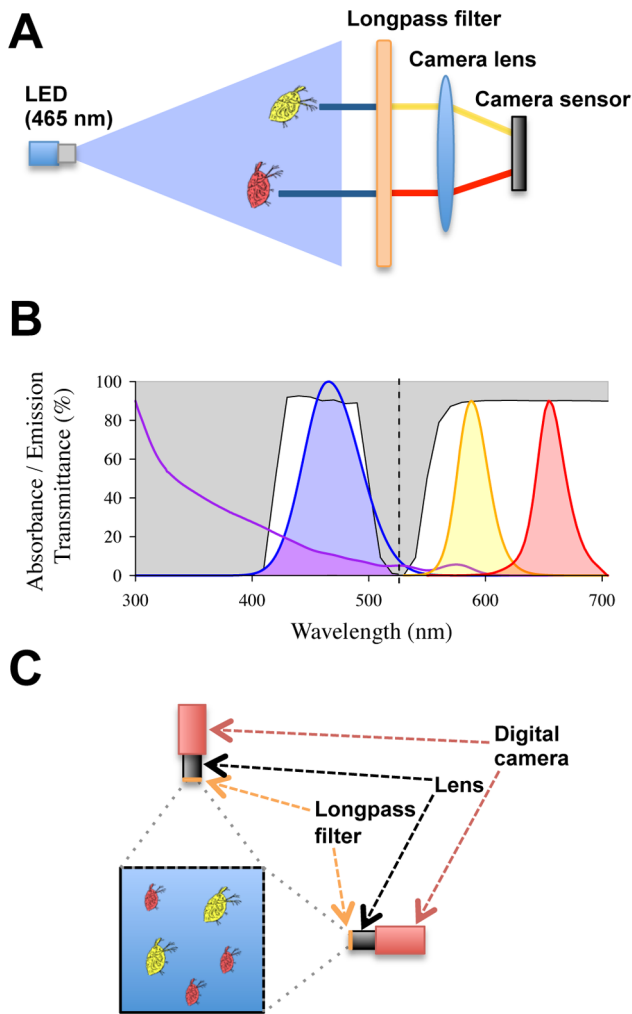 A
Longpass filter
Camera lens
LED
(465 nm)
Camera sensor
B
Absorbance / Emission
Transmittance (%)
100
80
60
40
20
0
300
400
500
600
700
Wavelength (nm)
C
Digital
camera
Lens
Longpass
filter